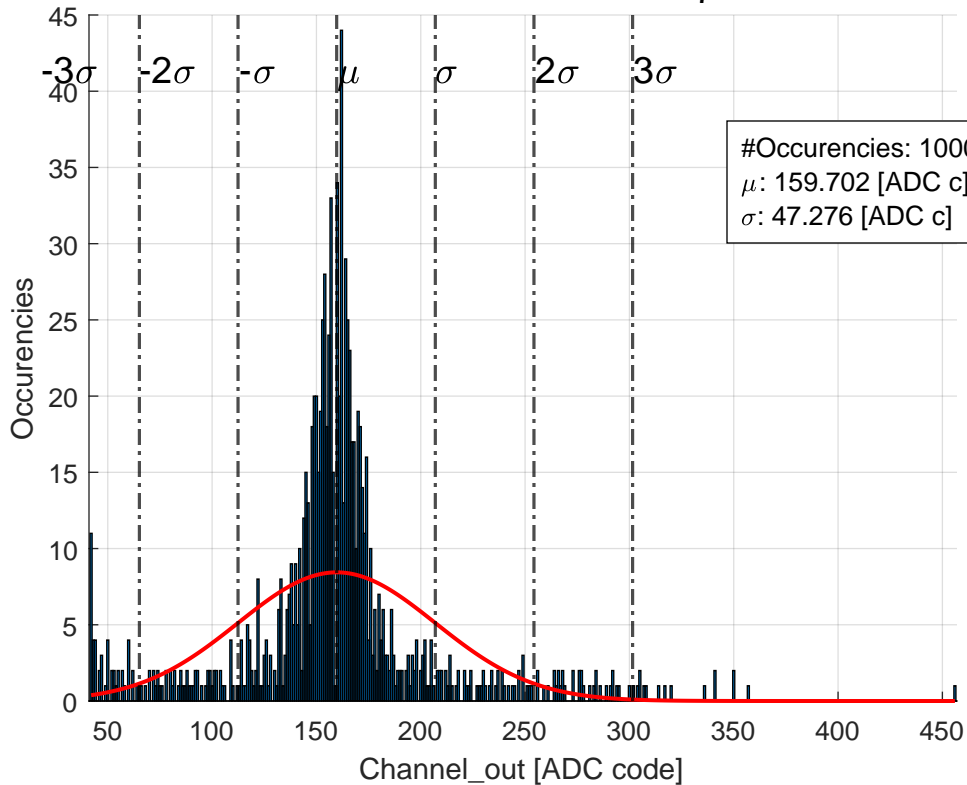 45
-3σ -2σ -σ μ σ 2σ 3σ
40
#Occurencies: 1000
μ: 159.702 [ADC c]
σ: 47.276 [ADC c]
35
30
25
20
15
10
5
0
Occurencies
50 100 150 200 250 300 350 400 450
Channel_out [ADC code]